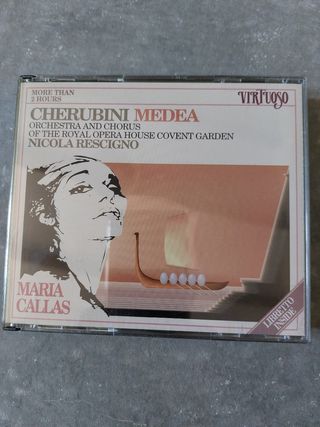 MORE THAN
2 HOURS
VIRTUOSO
CHERUBINI MEDEA
ORCHESTRA AND CHORUS
OF THE ROYAL OPERA HOUSE COVENT GARDEN
NICOLA RESCIGNO
MARIA
CALLAS
LIBRETTO
INSIDE